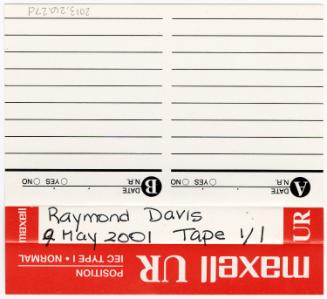 2013.26.27d
B DATE N.R. YES NO
A DATE N.R. YES NO
maxell Raymond Davis UR
9 May 2001 Tape 1/1
maxell UR POSITION
IEC TYPE I • NORMAL